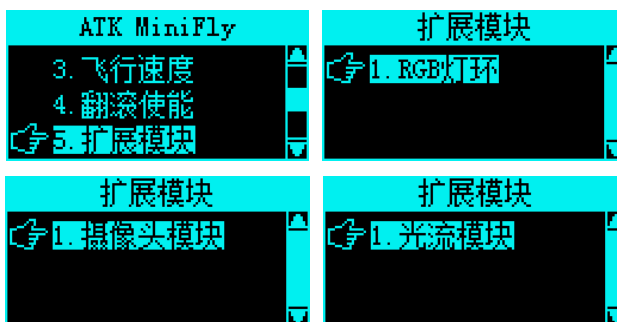 ATK MiniFly
3.飞行速度
4.翻滚使能
5.扩展模块
扩展模块
1.RGB灯环
扩展模块
1.摄像头模块
扩展模块
1.光流模块